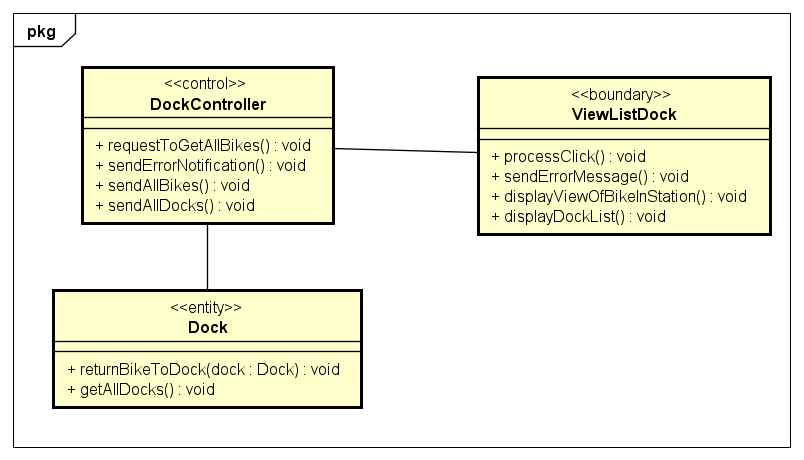 pkg
<<control>>
DockController
+ requestToGetAllBikes() : void
+ sendErrorNotification() : void
+ sendAllBikes() : void
+ sendAllDocks() : void
<<boundary>>
ViewListDock
+ processClick() : void
+ sendErrorMessage() : void
+ displayViewOfBikeInStation() : void
+ displayDockList() : void
<<entity>>
Dock
+ returnBikeToDock(dock : Dock) : void
+ getAllDocks() : void